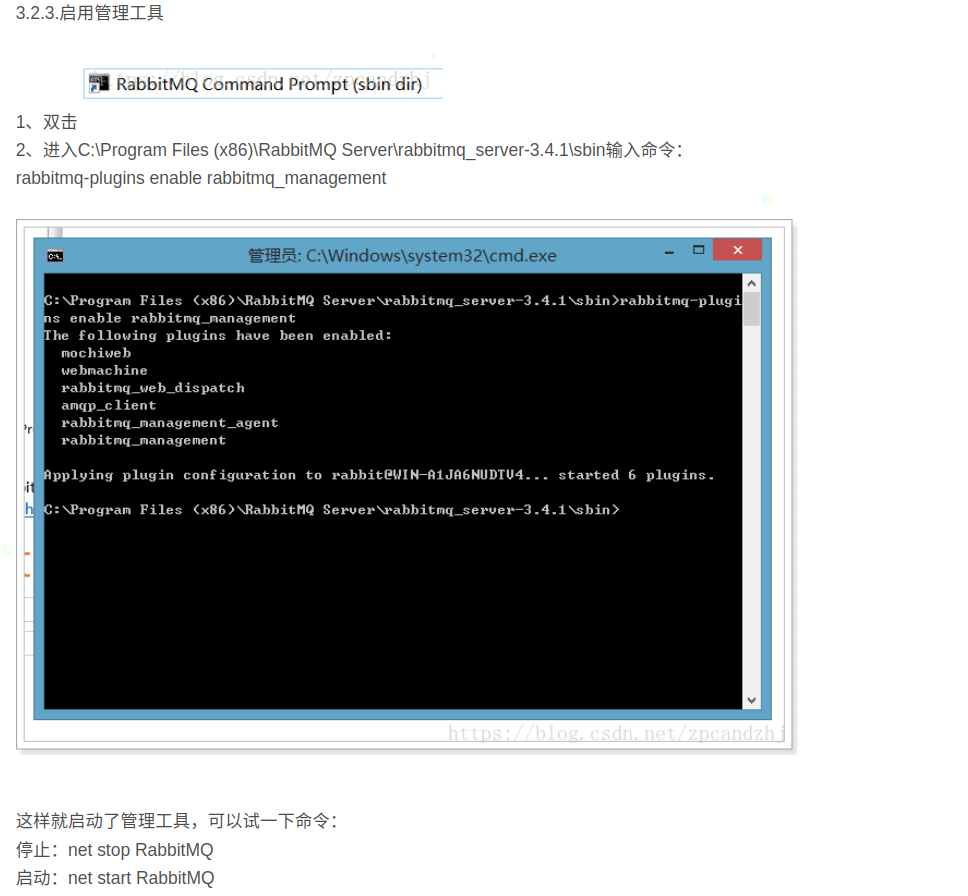 3.2.3.启用管理工具
https://blog.csdn.net/zpcandzhj
RabbitMQ Command Prompt (sbin dir)
1、双击
2、进入C:\Program Files (x86)\RabbitMQ Server\rabbitmq_server-3.4.1\sbin输入命令：
rabbitmq-plugins enable rabbitmq_management
管理员: C:\Windows\system32\cmd.exe
C:\Program Files (x86)\RabbitMQ Server\rabbitmq_server-3.4.1\sbin>rabbitmq-plugi
ns enable rabbitmq_management
The following plugins have been enabled:
mochiweb
webmachine
rabbitmq_web_dispatch
amqp_client
rabbitmq_management_agent
rabbitmq_management
Applying plugin configuration to rabbit@WIN-A1JA6NUDTV4... started 6 plugins.
C:\Program Files (x86)\RabbitMQ Server\rabbitmq_server-3.4.1\sbin>
https://blog.csdn.net/zpcandzhj
这样就启动了管理工具，可以试一下命令：
停止：net stop RabbitMQ
启动：net start RabbitMQ